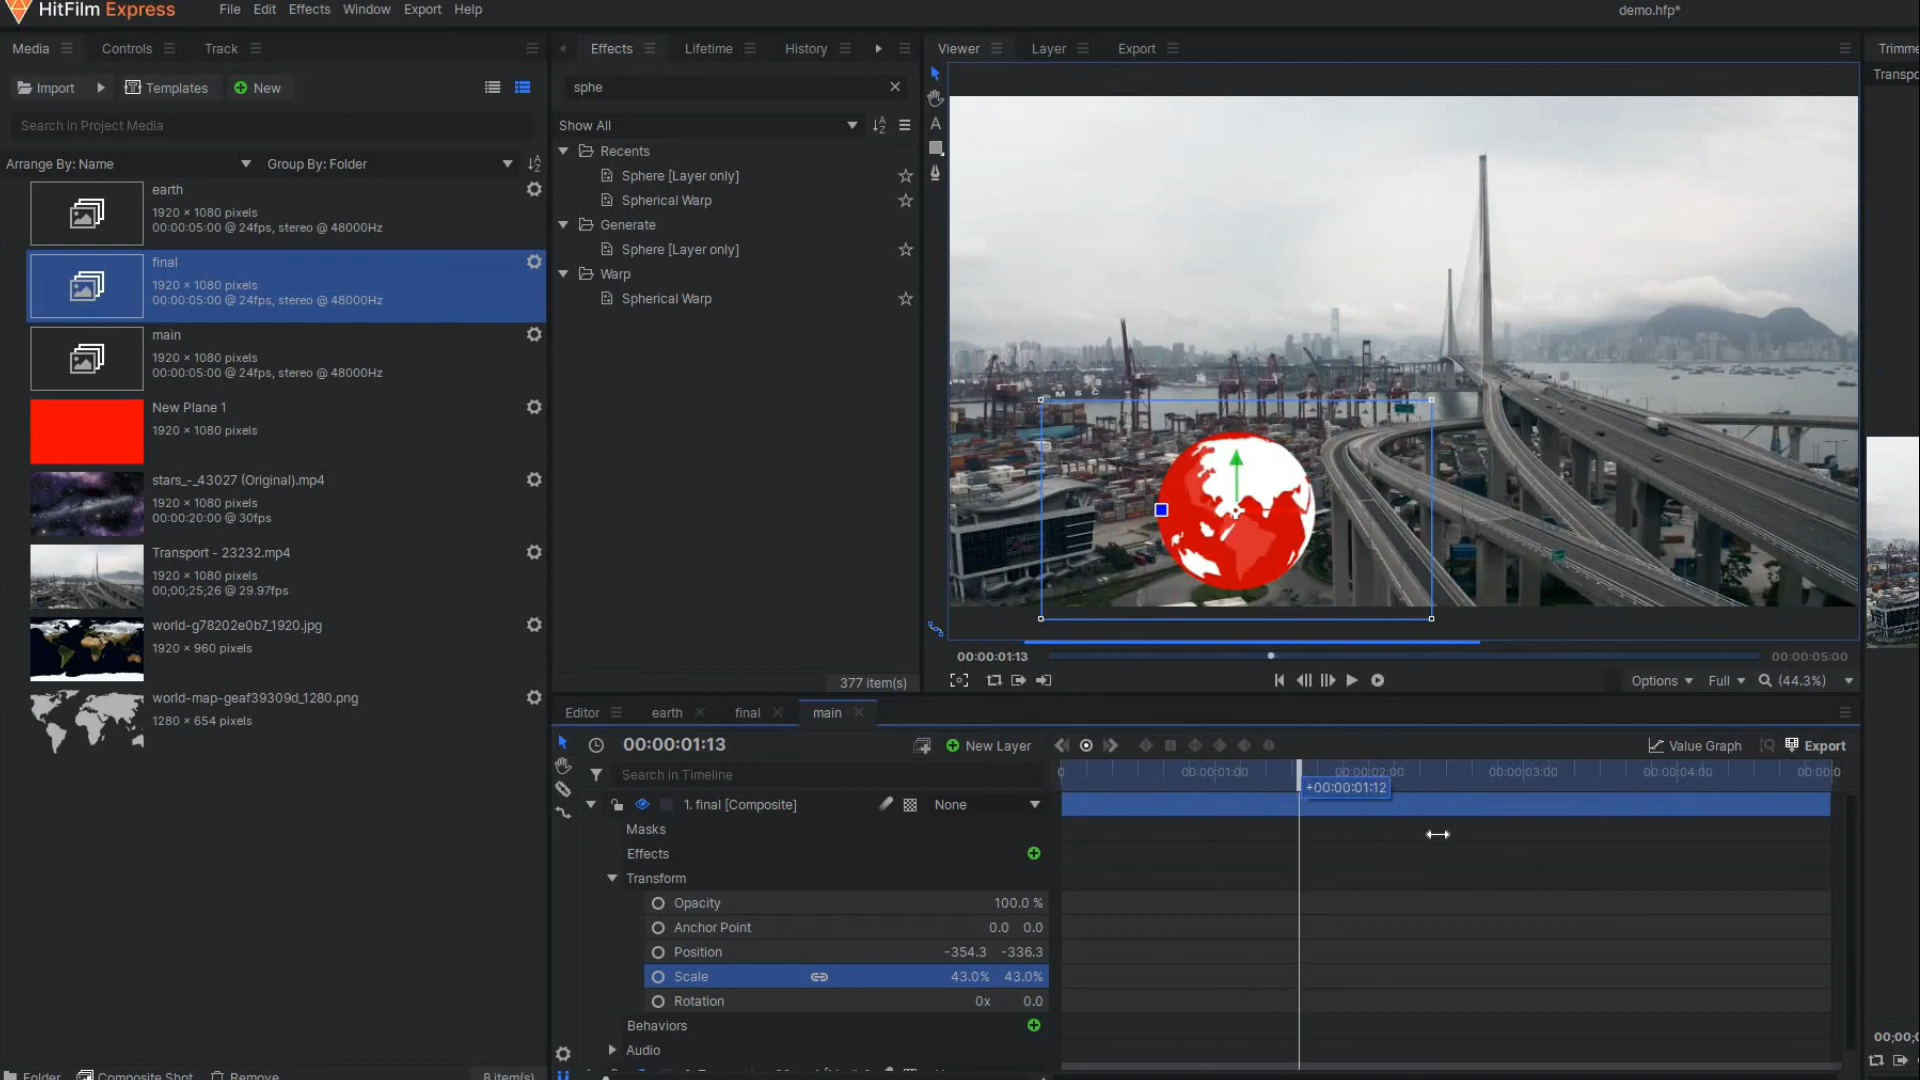 HitFilm Express
File Edit Effects Window Export Help
demo.hfp*
Media Controls Track
Effects Lifetime History
Viewer Layer Export
Trimme
Import Templates New
sphe
Transpo
Search in Project Media
Show All
Arrange By: Name Group By: Folder
Recents
Sphere [Layer only]
Spherical Warp
Generate
Sphere [Layer only]
Warp
Spherical Warp
377 item(s)
earth
1920 × 1080 pixels
00:00:05:00 @ 24fps, stereo @ 48000Hz
final
1920 × 1080 pixels
00:00:05:00 @ 24fps, stereo @ 48000Hz
main
1920 × 1080 pixels
00:00:05:00 @ 24fps, stereo @ 48000Hz
New Plane 1
1920 × 1080 pixels
stars_-_43027 (Original).mp4
1920 × 1080 pixels
00:00:20:00 @ 30fps
Transport - 23232.mp4
1920 × 1080 pixels
00;00;25;26 @ 29.97fps
world-g78202e0b7_1920.jpg
1920 × 960 pixels
world-map-geaf39309d_1280.png
1280 × 654 pixels
Folder Composite Shot Remove 8 item(s)
M S C
00:00:01:13 00:00:05:00
Options Full (44.3%)
Editor earth final main
00:00:01:13 New Layer Value Graph Export
Search in Timeline
0 00:00:01:00 00:00:02:00 00:00:03:00 00:00:04:00 00:00:0
+00:00:01:12
1. final [Composite] None
Masks
Effects
Transform
Opacity 100.0 %
Anchor Point 0.0 0.0
Position -354.3 -336.3
Scale 43.0% 43.0%
Rotation 0x 0.0
Behaviors
Audio
00;00;0